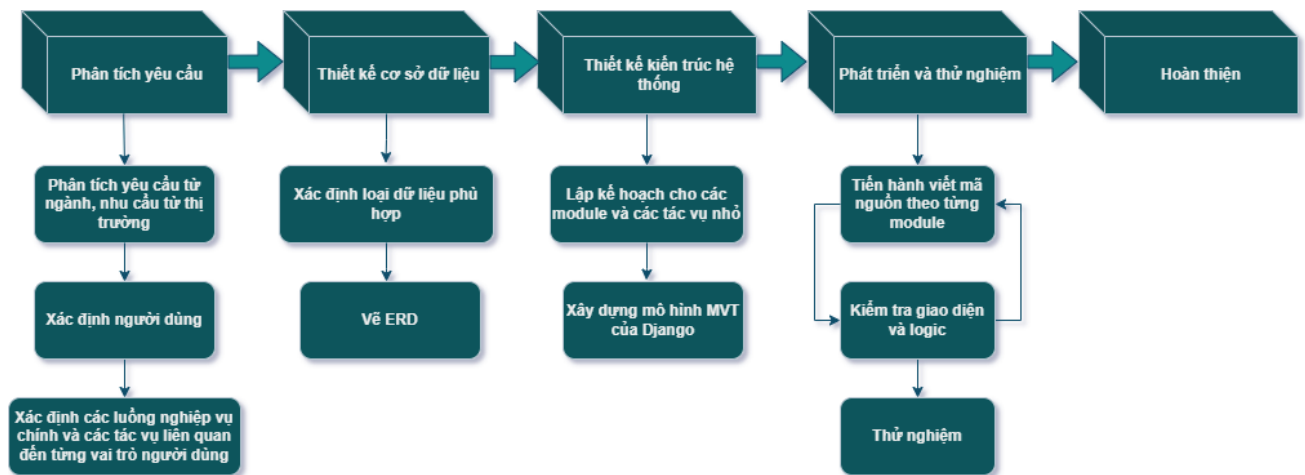 Phân tích yêu cầu
Thiết kế cơ sở dữ liệu
Thiết kế kiến trúc hệ
thống
Phát triển và thử nghiệm
Hoàn thiện
Phân tích yêu cầu từ
ngành, nhu cầu từ thị
trường
Xác định người dùng
Xác định các luồng nghiệp vụ
chính và các tác vụ liên quan
đến từng vai trò người dùng
Xác định loại dữ liệu phù
hợp
Vẽ ERD
Lập kế hoạch cho các
module và các tác vụ nhỏ
Xây dựng mô hình MVT
của Django
Tiến hành viết mã
nguồn theo từng
module
Kiểm tra giao diện
và logic
Thử nghiệm